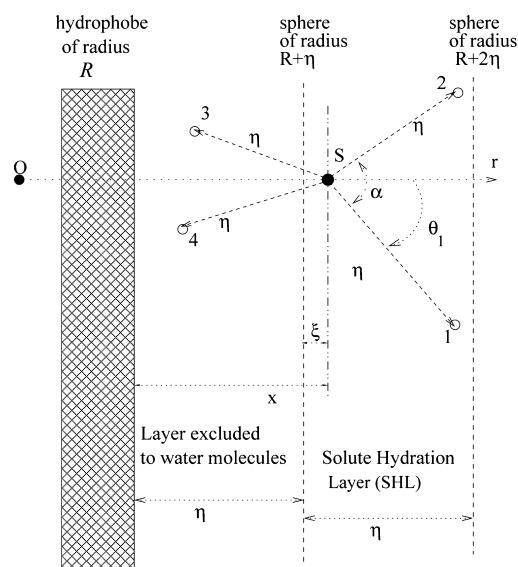 hydrophobe
of radius
R
sphere
of radius
R+η
sphere
of radius
R+2η
3
2
η
η
S
O
r
α
η
4
θ1
η
1
ξ
x
Layer excluded
to water molecules
Solute Hydration
Layer (SHL)
η
η